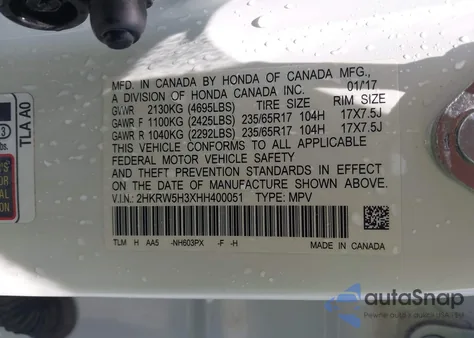 MFD. IN CANADA BY HONDA OF CANADA MFG.,
A DIVISION OF HONDA CANADA INC. 01/17
GVWR 2130KG (4695LBS) TIRE SIZE RIM SIZE
GAWR F 1100KG (2425LBS) 235/65R17 104H 17X7.5J
GAWR R 1040KG (2292LBS) 235/65R17 104H 17X7.5J
THIS VEHICLE CONFORMS TO ALL APPLICABLE
FEDERAL MOTOR VEHICLE SAFETY
AND THEFT PREVENTION STANDARDS IN EFFECT
ON THE DATE OF MANUFACTURE SHOWN ABOVE.
V.I.N.: 2HKRW5H3XHH400051 TYPE: MPV
TLM H AA5 -NH603PX -F -H
MADE IN CANADA
TLA A0
3
lbs.
autoSnap